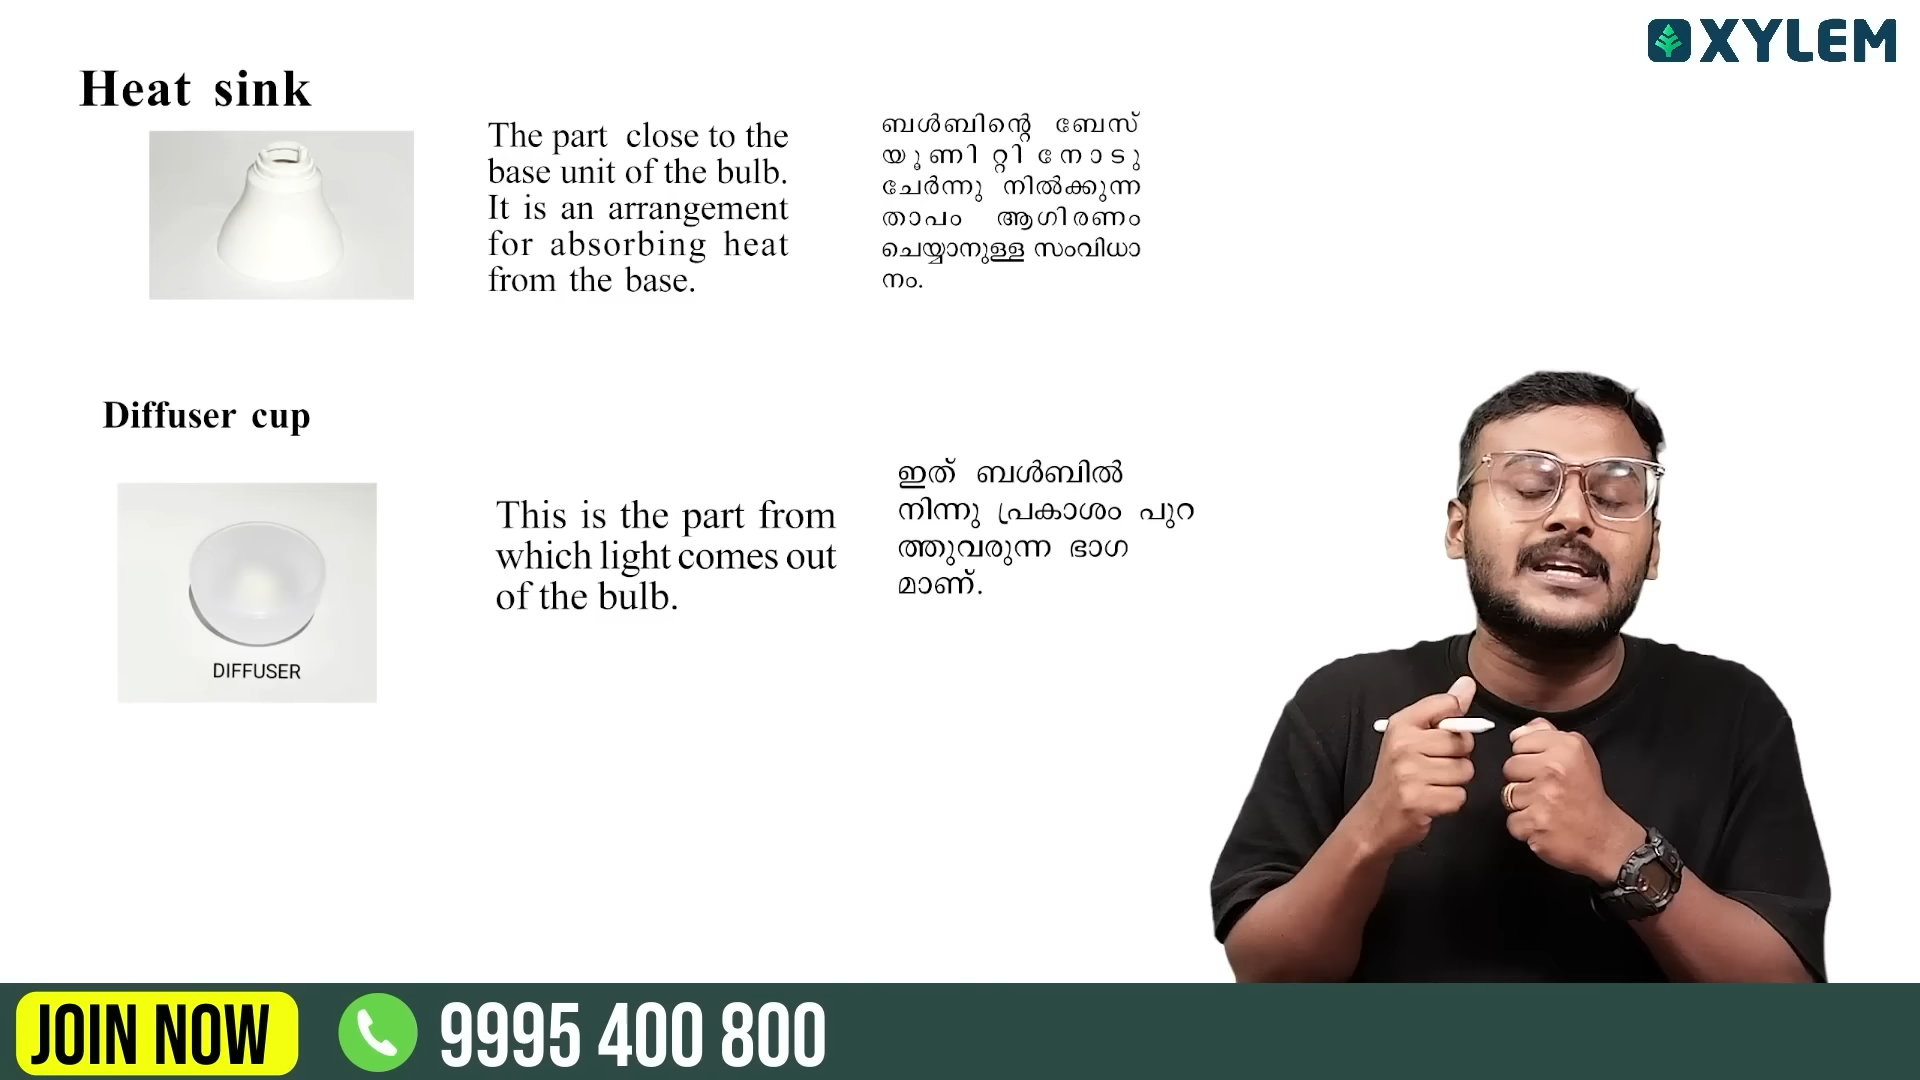 XYLEM
Heat sink
The part close to the
base unit of the bulb.
It is an arrangement
for absorbing heat
from the base.
ബൾബിന്റെ ബേസ്
യൂണിറ്റിനോടു
ചേർന്നു നിൽക്കുന്ന
താപം ആഗിരണം
ചെയ്യാനുള്ള സംവിധാ
നം.
Diffuser cup
DIFFUSER
This is the part from
which light comes out
of the bulb.
ഇത് ബൾബിൽ
നിന്നു പ്രകാശം പുറ
ത്തുവരുന്ന ഭാഗ
മാണ്.
JOIN NOW
9995 400 800